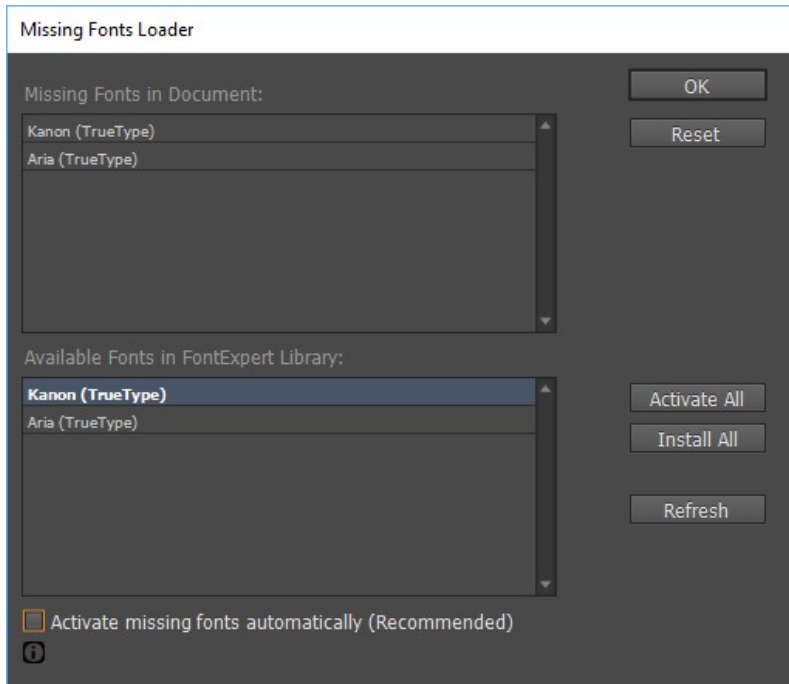 Missing Fonts Loader
Missing Fonts in Document:
OK
Kanon (TrueType)
Reset
Aria (TrueType)
Available Fonts in FontExpert Library:
Kanon (TrueType)
Activate All
Aria (TrueType)
Install All
Refresh
Activate missing fonts automatically (Recommended)